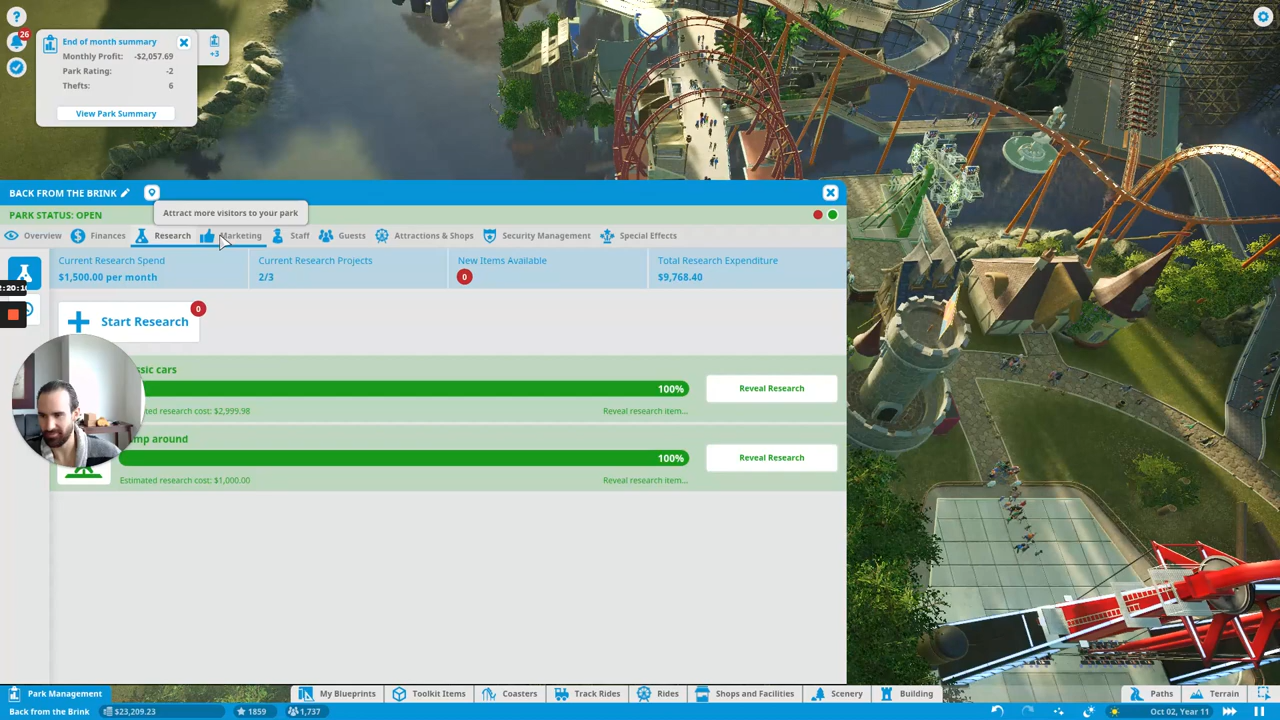 ?
26
End of month summary
Monthly Profit: -$2,057.69
Park Rating: -2
Thefts: 6
View Park Summary
+3
BACK FROM THE BRINK
Attract more visitors to your park
PARK STATUS: OPEN
Overview Finances Research Marketing Staff Guests Attractions & Shops Security Management Special Effects
Current Research Spend
$1,500.00 per month
Current Research Projects
2/3
New Items Available
0
Total Research Expenditure
$9,768.40
Start Research
0
100%
Reveal Research
Estimated research cost: $2,999.98
Reveal research item...
around
100%
Reveal Research
Estimated research cost: $1,000.00
Reveal research item...
Park Management My Blueprints Toolkit Items Coasters Track Rides Rides Shops and Facilities Scenery Building Paths Terrain
Back from the Brink $23,209.23 1859 1,737 Oct 02, Year 11